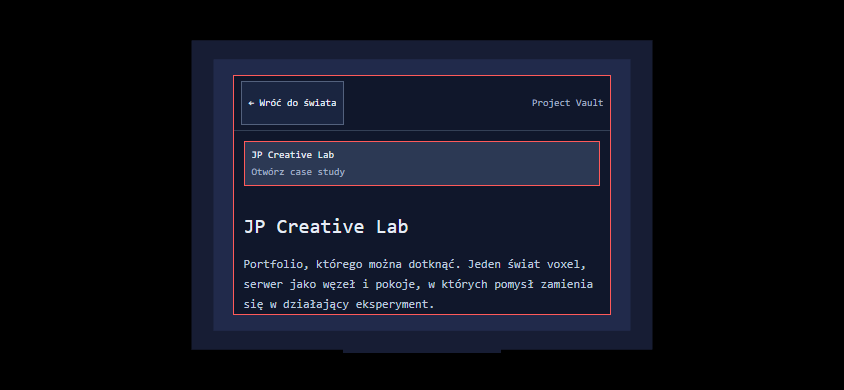 ← Wróć do świata
Project Vault
JP Creative Lab
Otwórz case study
JP Creative Lab
Portfolio, którego można dotknąć. Jeden świat voxel,
serwer jako węzeł i pokoje, w których pomysł zamienia
się w działający eksperyment.